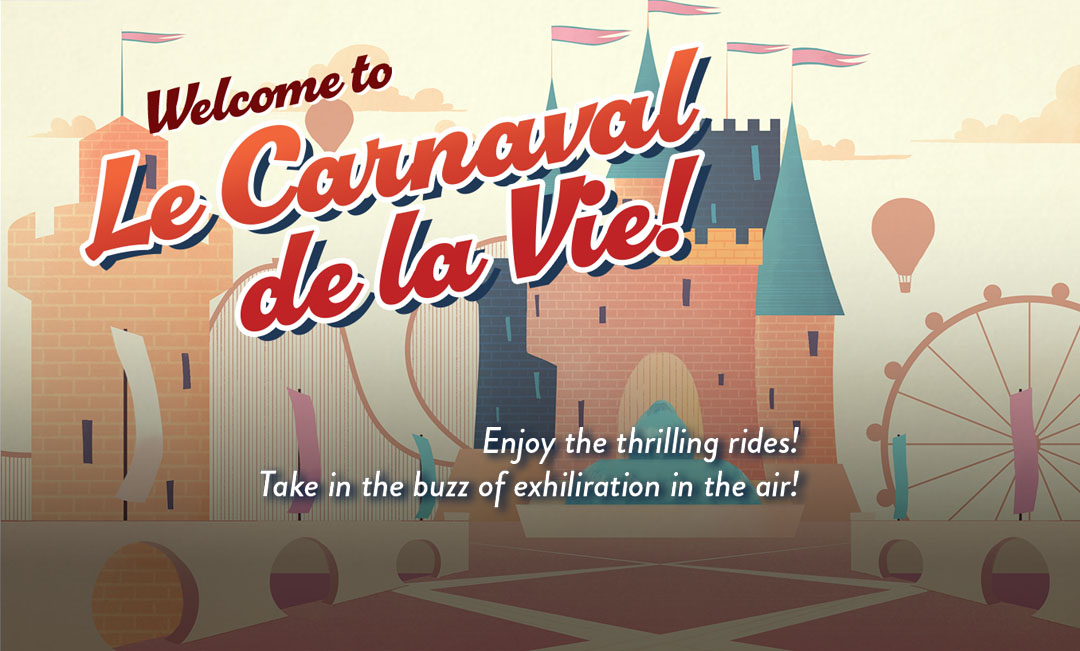 Welcome to
Le Carnaval
de la Vie!
Enjoy the thrilling rides!
Take in the buzz of exhiliration in the air!